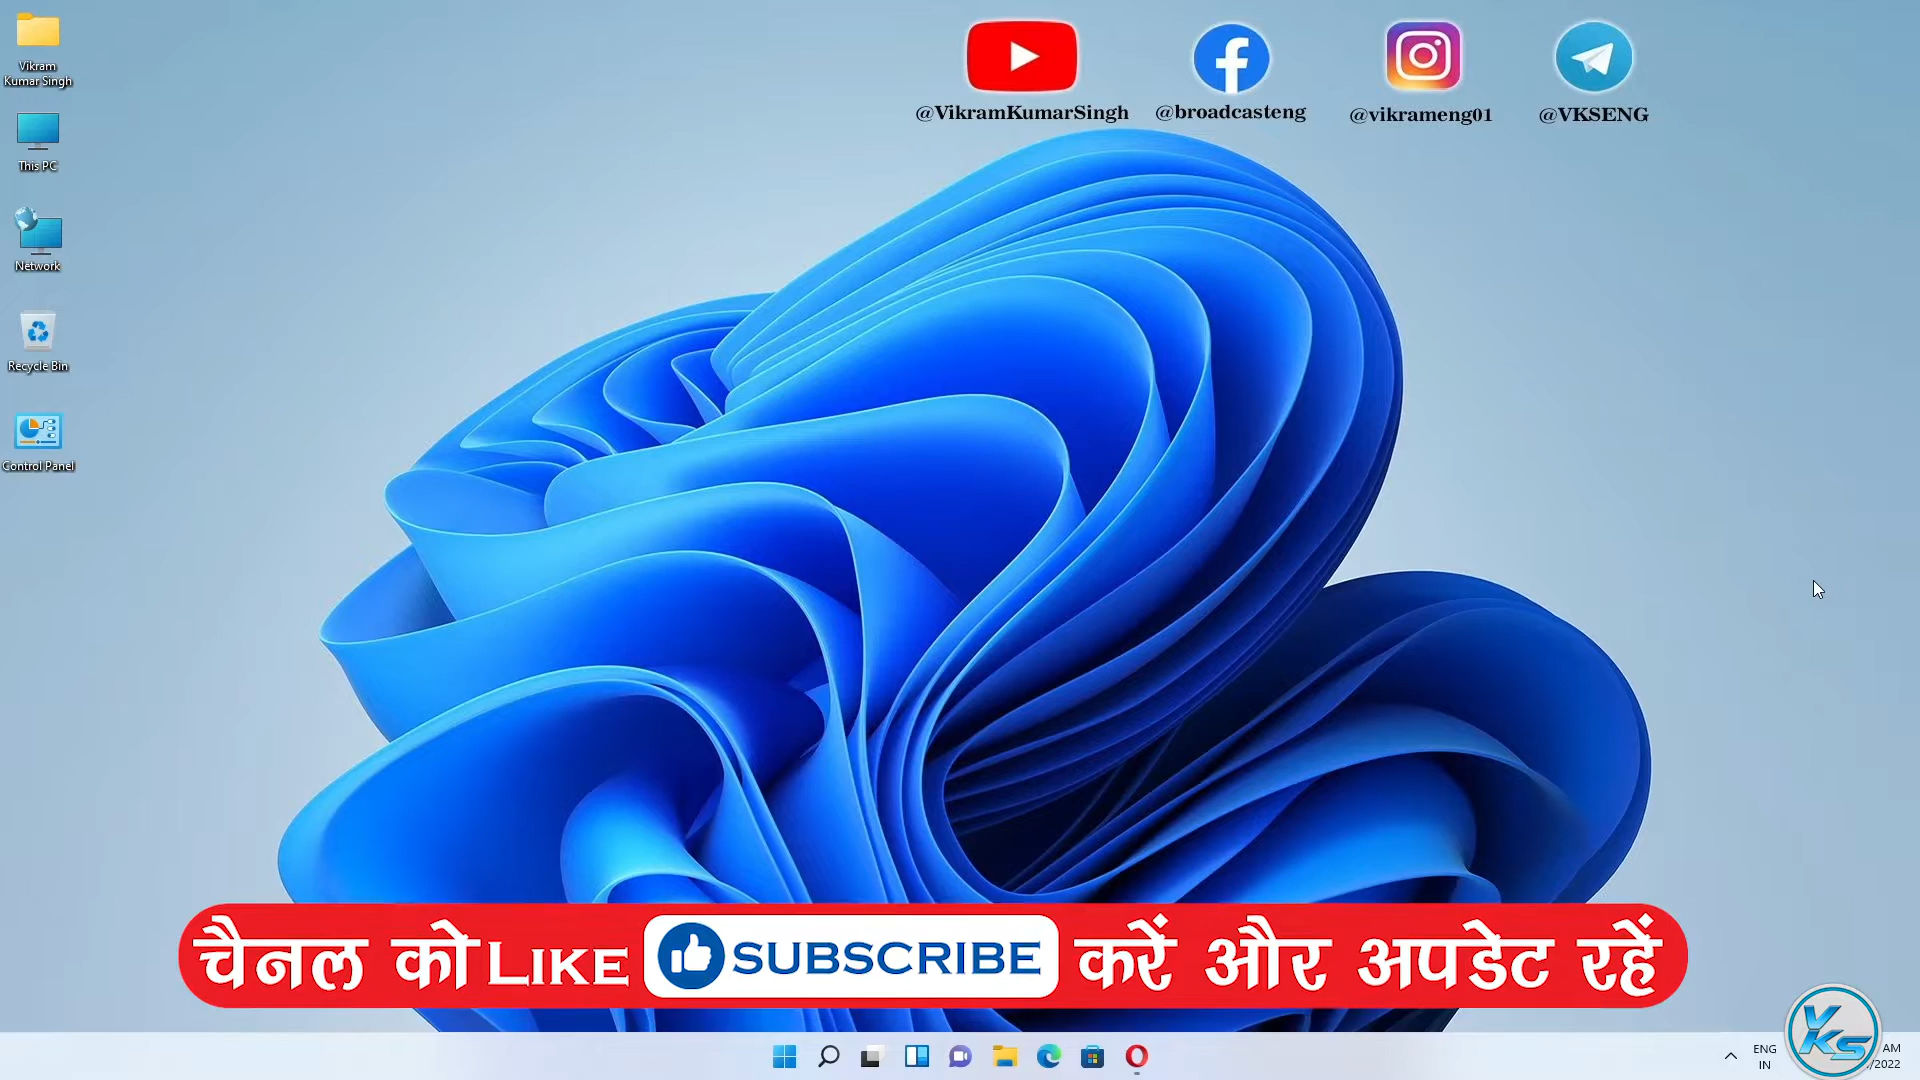 Vikram
Kumar Singh
This PC
Network
Recycle Bin
Control Panel
@VikramKumarSingh
@broadcasteng
@vikrameng01
@VKSENG
चैनल को LIKE SUBSCRIBE करें और अपडेट रहें
ENG
IN
VKS
AM
/2022